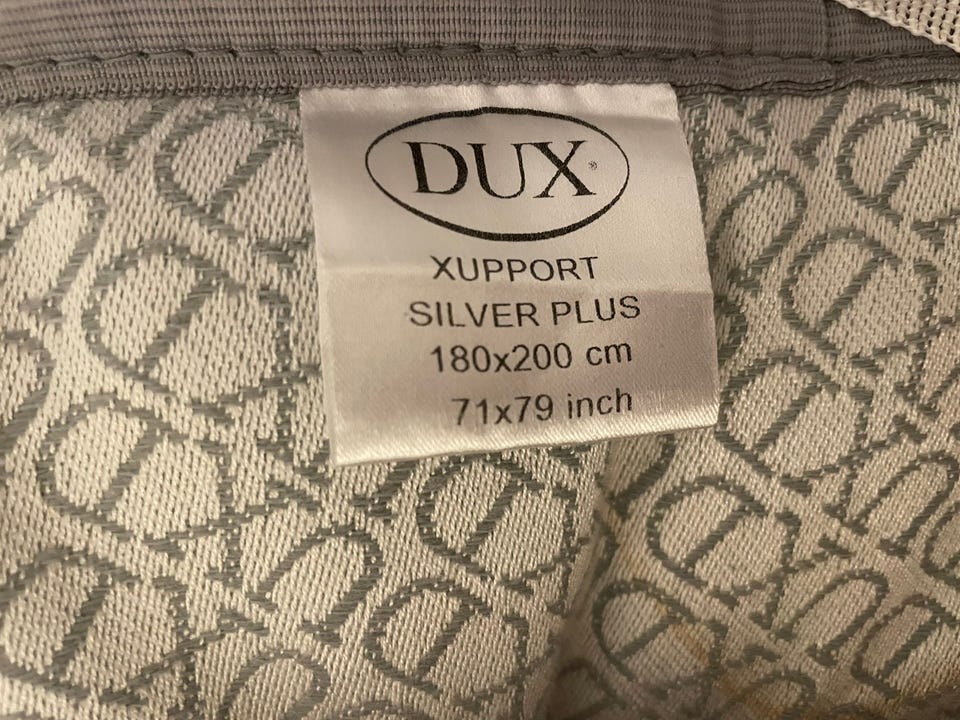 DUX®
XUPPORT
SILVER PLUS
180x200 cm
71x79 inch